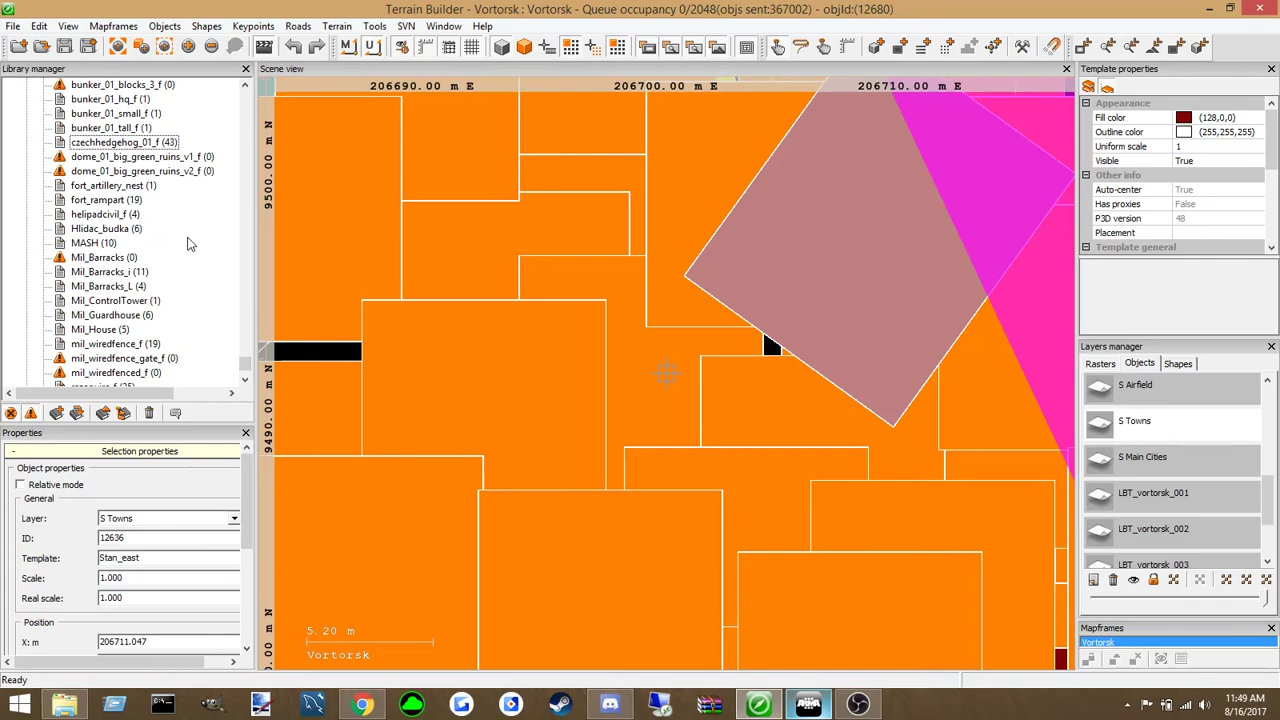 Terrain Builder - Vortorsk : Vortorsk - Queue occupancy 0/2048(objs sent:367002) - objId:(12680)
File Edit View Mapframes Objects Shapes Keypoints Roads Terrain Tools SVN Window Help
Library manager
bunker_01_blocks_3_f (0)
bunker_01_hq_f (1)
bunker_01_small_f (1)
bunker_01_tall_f (1)
czechhedgehog_01_f (43)
dome_01_big_green_ruins_v1_f (0)
dome_01_big_green_ruins_v2_f (0)
fort_artillery_nest (1)
fort_rampart (19)
helipadcivil_f (4)
Hlidac_budka (6)
MASH (10)
Mil_Barracks (0)
Mil_Barracks_i (11)
Mil_Barracks_L (4)
Mil_ControlTower (1)
Mil_Guardhouse (6)
Mil_House (5)
mil_wiredfence_f (19)
mil_wiredfence_gate_f (0)
mil_wiredfenced_f (0)
Properties
- Selection properties
Object properties
Relative mode
General
Layer: S Towns
ID: 12636
Template: Stan_east
Scale: 1.000
Real scale: 1.000
Position
X: m 206711.047
Scene view
206690.00 m E 206700.00 m E 206710.00 m E
9500.00 m N
9490.00 m N
0.00 m N
5.20 m
Vortorsk
Template properties
Appearance
Fill color (128,0,0)
Outline color (255,255,255)
Uniform scale 1
Visible True
Other info
Auto-center True
Has proxies False
P3D version 48
Placement
Template general
Layers manager
Rasters Objects Shapes
S Airfield
S Towns
S Main Cities
LBT_vortorsk_001
LBT_vortorsk_002
LBT_vortorsk_003
Mapframes
Vortorsk
Ready
11:49 AM
8/16/2017